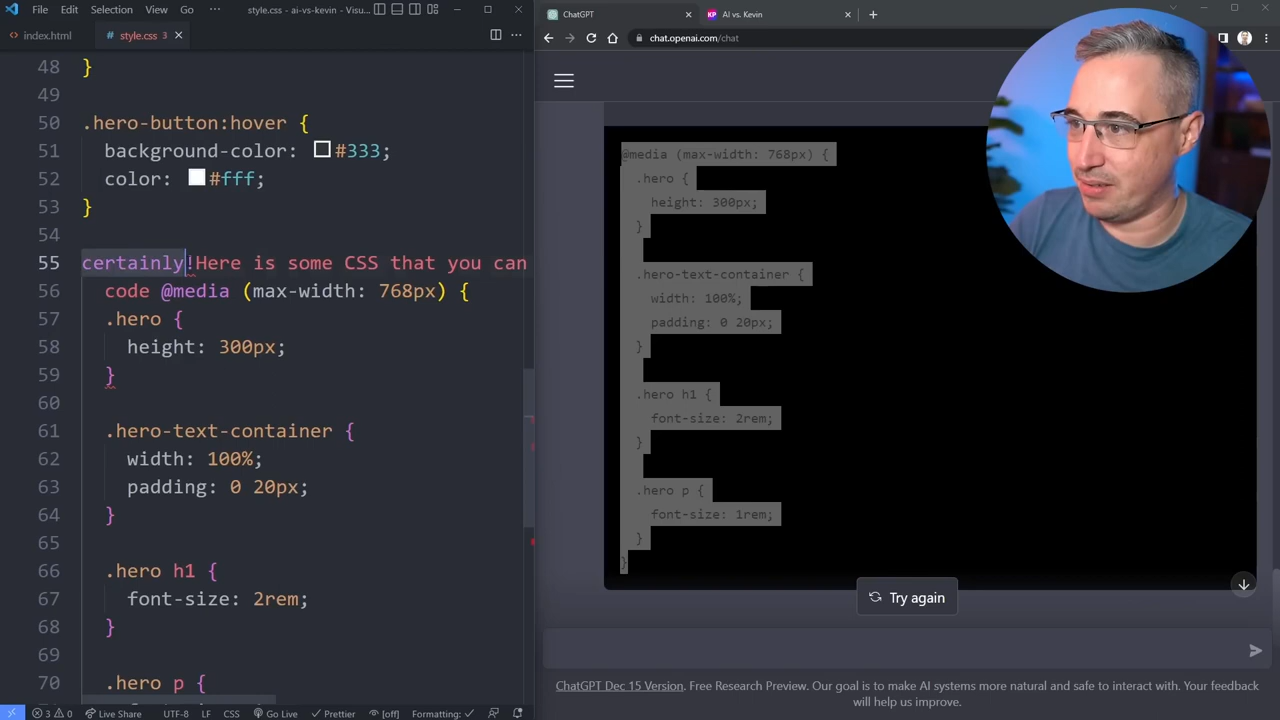 File Edit Selection View Go style.css - ai-vs-kevin - Visu...
index.html style.css 3
48 }
49
50 .hero-button:hover {
51 background-color: #333;
52 color: #fff;
53 }
54
55 certainly!Here is some CSS that you can
56 code @media (max-width: 768px) {
57 .hero {
58 height: 300px;
59 }
60
61 .hero-text-container {
62 width: 100%;
63 padding: 0 20px;
64 }
65
66 .hero h1 {
67 font-size: 2rem;
68 }
69
70 .hero p {
3 0 Live Share UTF-8 LF CSS Go Live Prettier [off] Formatting:
ChatGPT AI vs. Kevin
KP
chat.openai.com/chat
@media (max-width: 768px) {
.hero {
height: 300px;
}
.hero-text-container {
width: 100%;
padding: 0 20px;
}
.hero h1 {
font-size: 2rem;
}
.hero p {
font-size: 1rem;
}
}
Try again
ChatGPT Dec 15 Version. Free Research Preview. Our goal is to make AI systems more natural and safe to interact with. Your feedback
will help us improve.